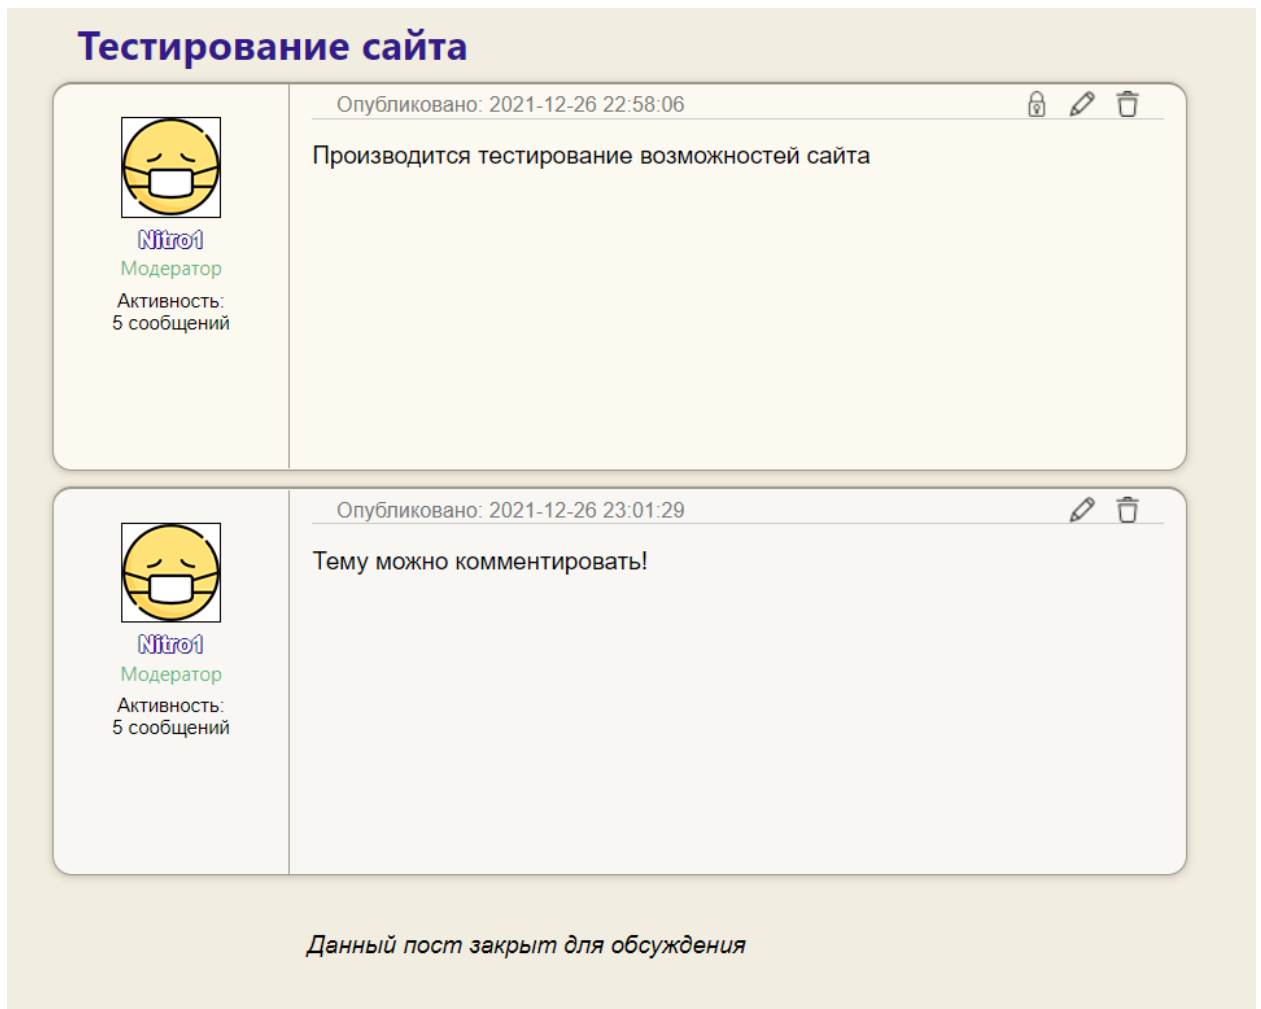 Тестирование сайта
Опубликовано: 2021-12-26 22:58:06
Производится тестирование возможностей сайта
Nitro1
Модератор
Активность:
5 сообщений
Опубликовано: 2021-12-26 23:01:29
Тему можно комментировать!
Nitro1
Модератор
Активность:
5 сообщений
Данный пост закрыт для обсуждения